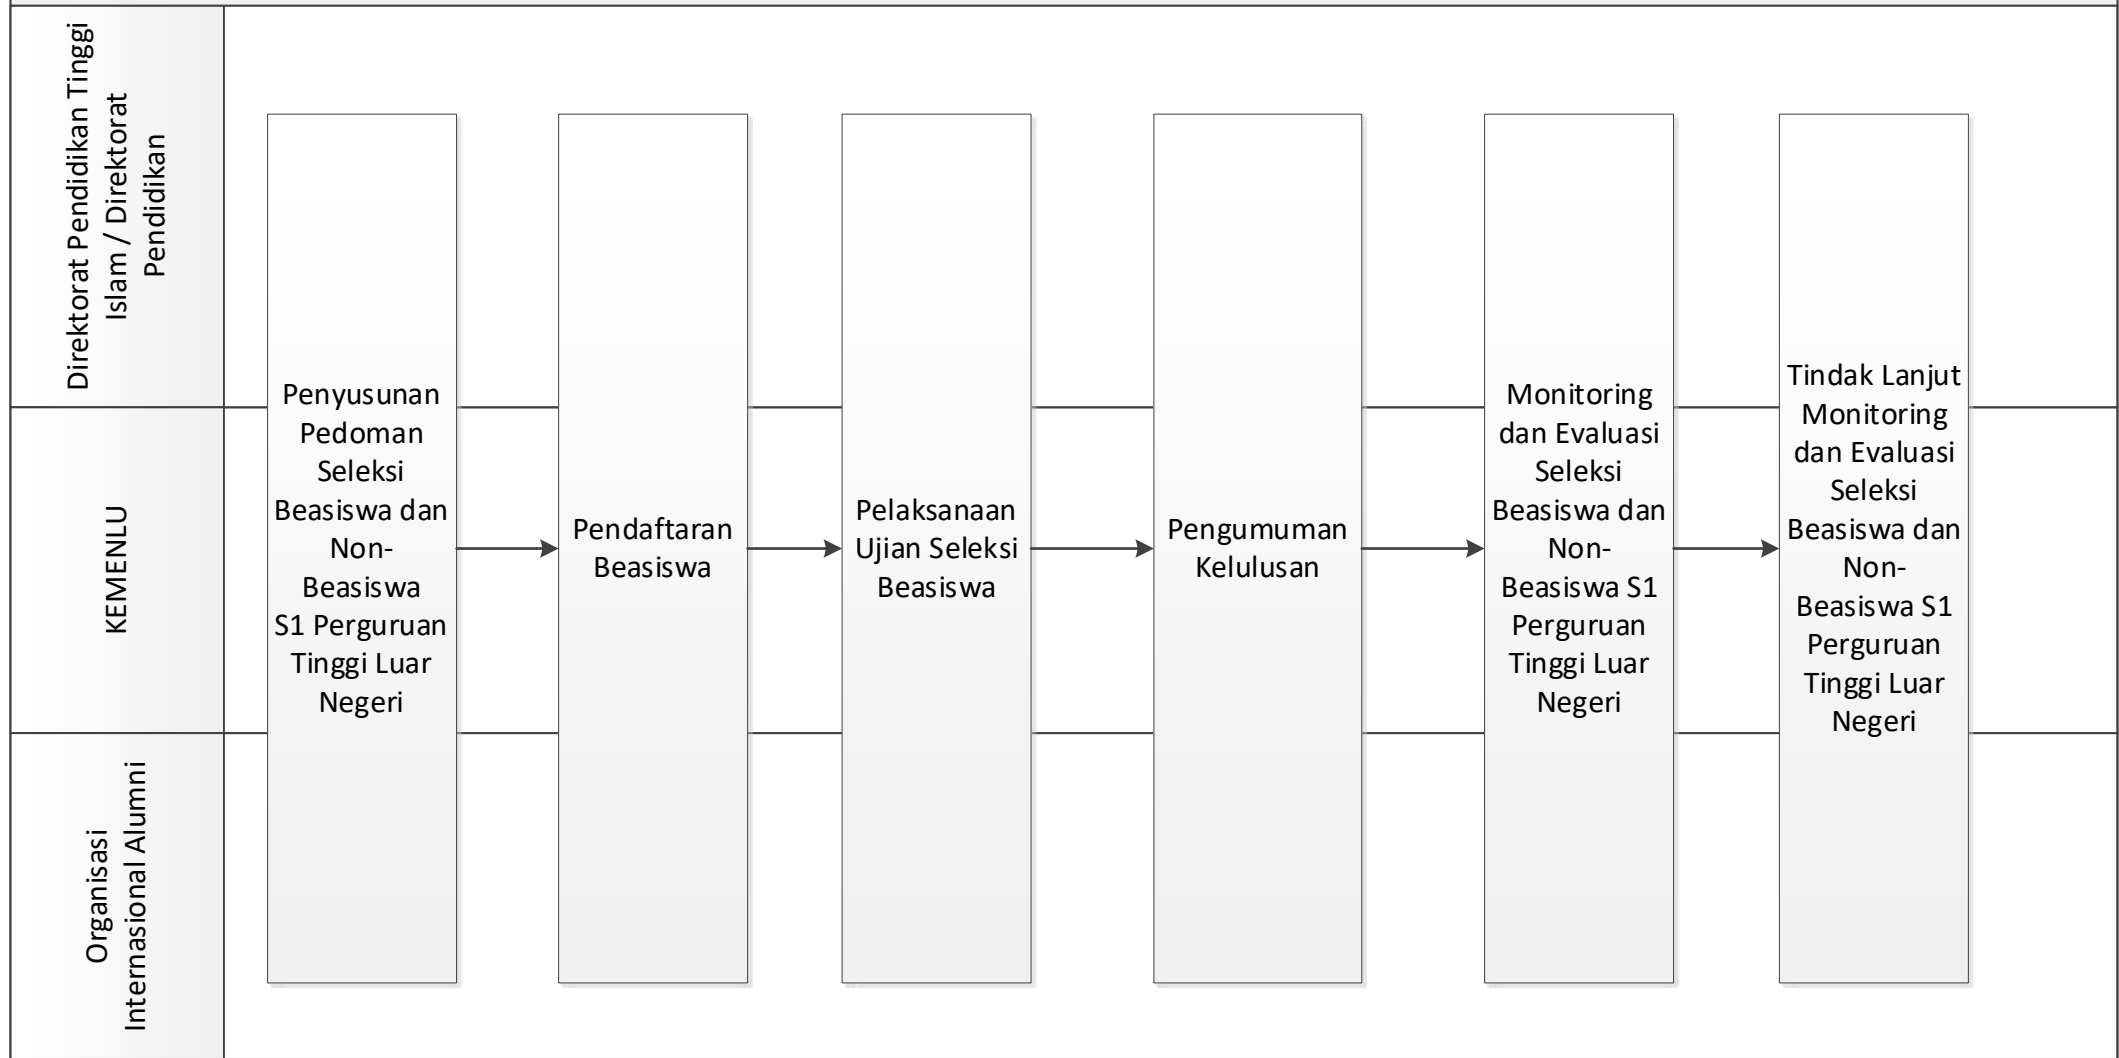 Direktorat Pendidikan Tinggi
Islam / Direktorat
Pendidikan
KEMENLU
Organisasi
Internasional Alumni
Penyusunan
Pedoman
Seleksi
Beasiswa dan
Non-
Beasiswa
S1 Perguruan
Tinggi Luar
Negeri
Pendaftaran
Beasiswa
Pelaksanaan
Ujian Seleksi
Beasiswa
Pengumuman
Kelulusan
Monitoring
dan Evaluasi
Seleksi
Beasiswa dan
Non-
Beasiswa S1
Perguruan
Tinggi Luar
Negeri
Tindak Lanjut
Monitoring
dan Evaluasi
Seleksi
Beasiswa dan
Non-
Beasiswa S1
Perguruan
Tinggi Luar
Negeri